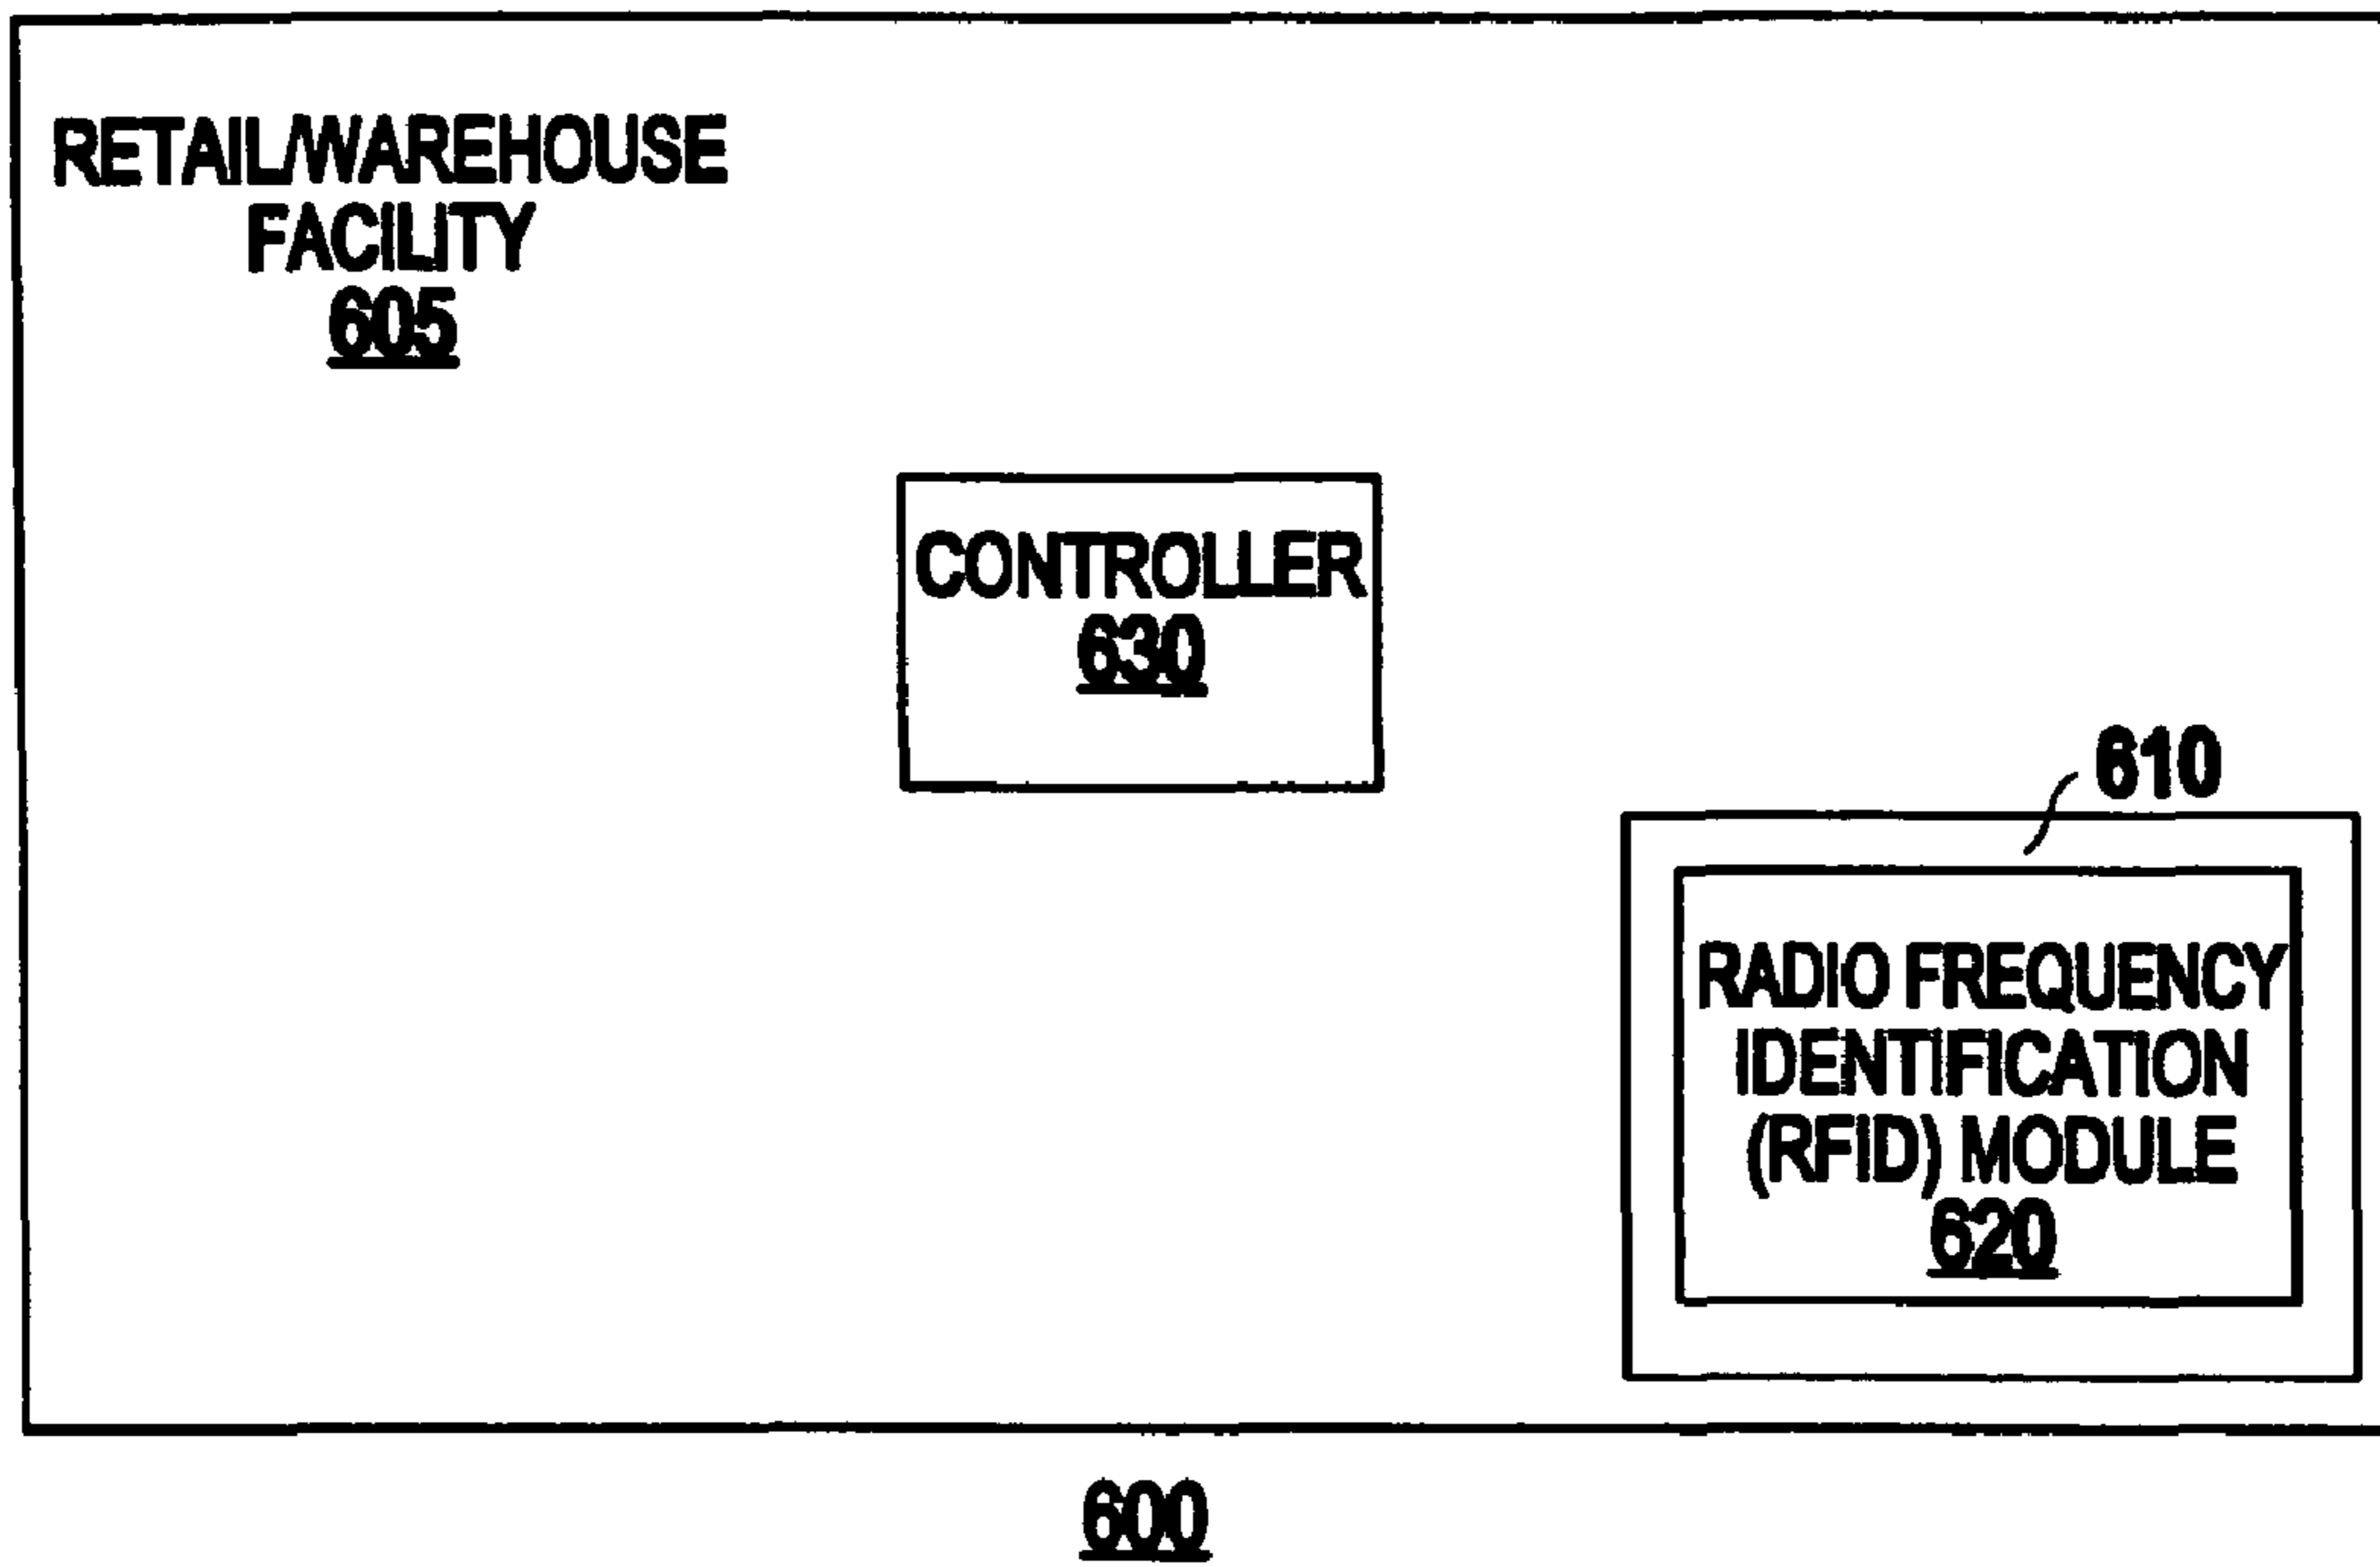 RETAIL/WAREHOUSE
FACILITY
605
CONTROLLER
630
610
RADIO FREQUENCY
IDENTIFICATION
(RFID) MODULE
620
600